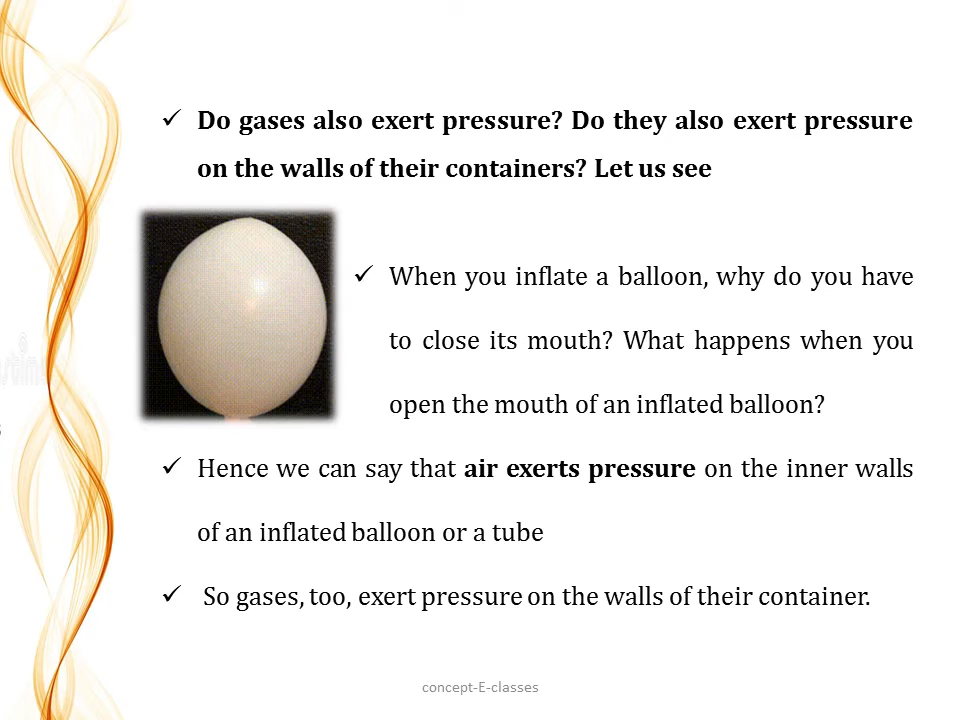 Do gases also exert pressure? Do they also exert pressure
on the walls of their containers? Let us see
When you inflate a balloon, why do you have
to close its mouth? What happens when you
open the mouth of an inflated balloon?
Hence we can say that air exerts pressure on the inner walls
of an inflated balloon or a tube
So gases, too, exert pressure on the walls of their container.
concept-E-classes